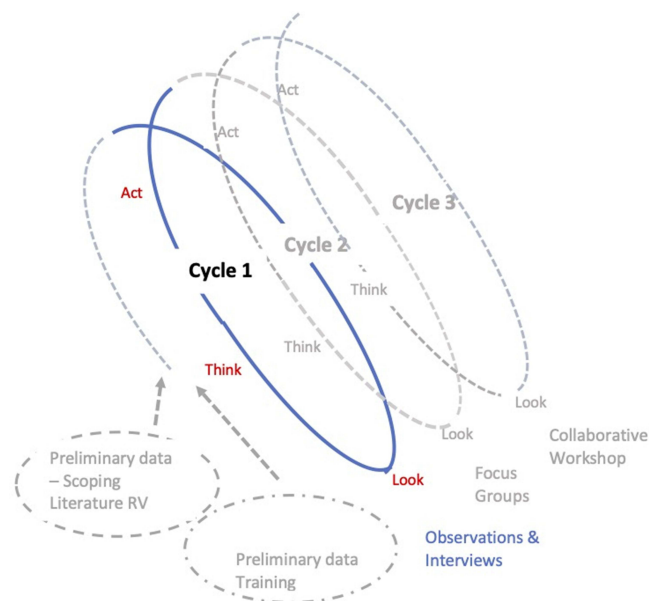 Act
Act
Act
Cycle 3
Cycle 2
Cycle 1
Think
Think
Think
Look
Look
Look
Collaborative
Workshop
Focus
Groups
Observations &
Interviews
Preliminary data
– Scoping
Literature RV
Preliminary data
Training